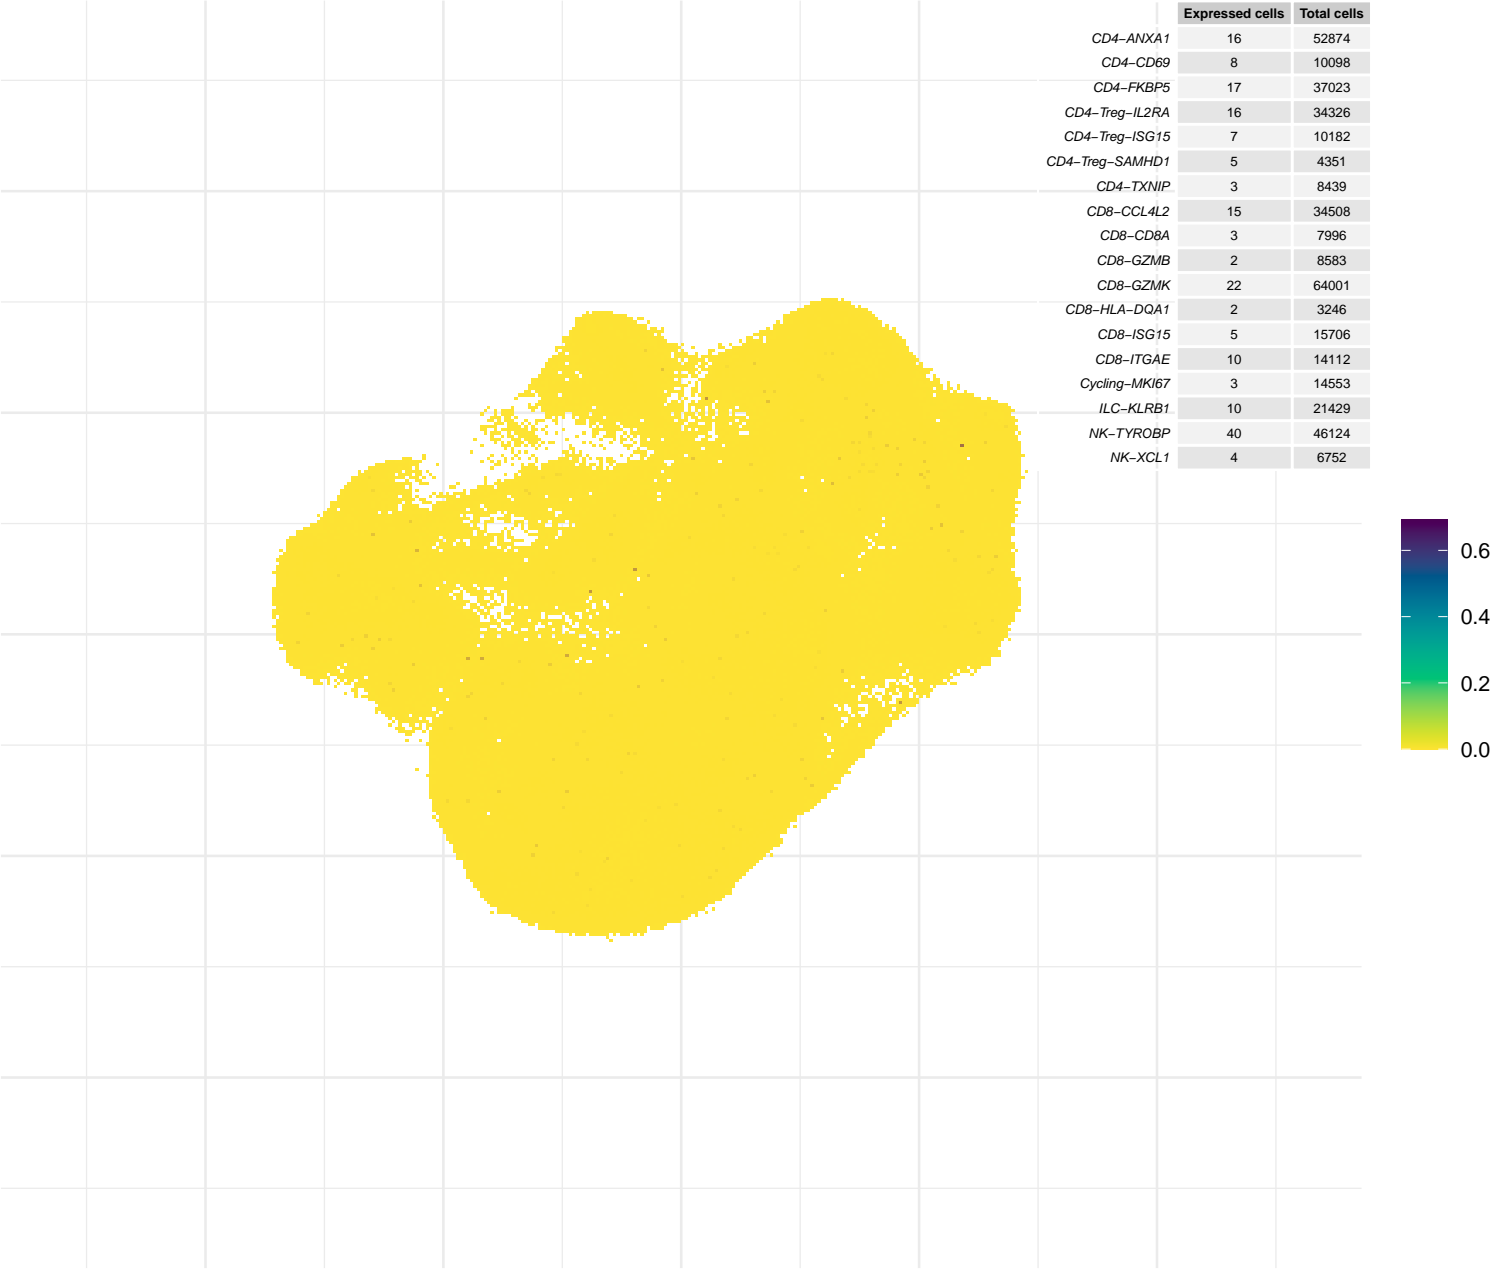 Expressed cells Total cells
CD4−ANXA1 16 52874
CD4−CD69 8 10098
CD4−FKBP5 17 37023
CD4−Treg−IL2RA 16 34326
CD4−Treg−ISG15 7 10182
CD4−Treg−SAMHD1 5 4351
CD4−TXNIP 3 8439
CD8−CCL4L2 15 34508
CD8−CD8A 3 7996
CD8−GZMB 2 8583
CD8−GZMK 22 64001
CD8−HLA−DQA1 2 3246
CD8−ISG15 5 15706
CD8−ITGAE 10 14112
Cycling−MKI67 3 14553
ILC−KLRB1 10 21429
NK−TYROBP 40 46124
NK−XCL1 4 6752
0.6
0.4
0.2
0.0